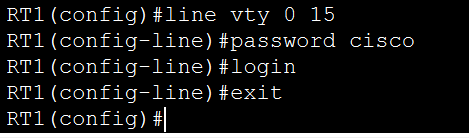 RT1(config)#line vty 0 15
RT1(config-line)#password cisco
RT1(config-line)#login
RT1(config-line)#exit
RT1(config)#